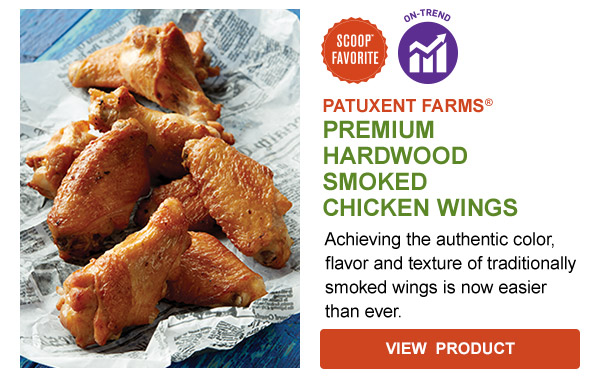 ON-TREND
SCOOP™
FAVORITE
PATUXENT FARMS®
PREMIUM
HARDWOOD
SMOKED
CHICKEN WINGS
Achieving the authentic color,
flavor and texture of traditionally
smoked wings is now easier
than ever.
VIEW PRODUCT